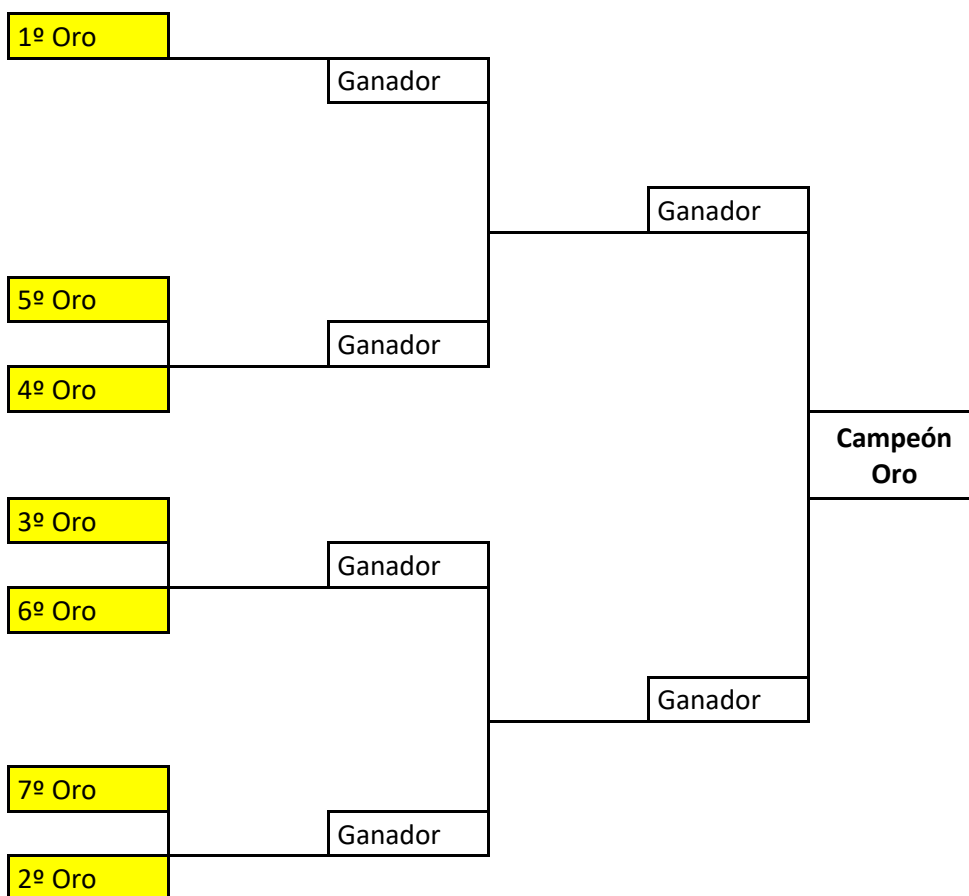 1º Oro
Ganador
Ganador
5º Oro
Ganador
4º Oro
Campeón
Oro
3º Oro
Ganador
6º Oro
Ganador
7º Oro
Ganador
2º Oro